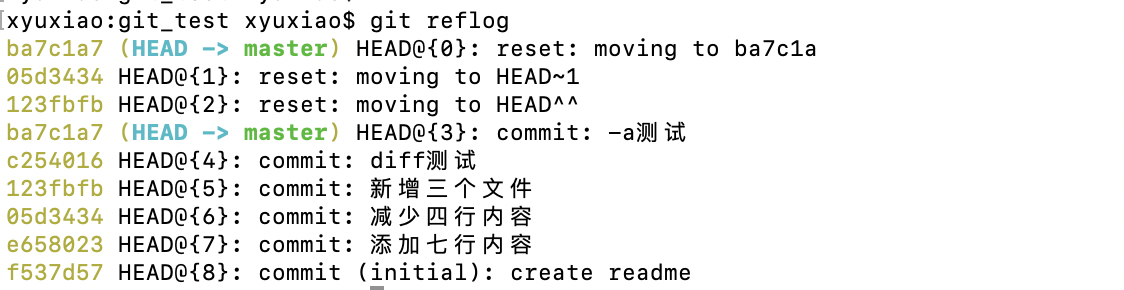 xyuxiao:git_test xyuxiao$ git reflog
ba7c1a7 (HEAD -> master) HEAD@{0}: reset: moving to ba7c1a
05d3434 HEAD@{1}: reset: moving to HEAD~1
123fbfb HEAD@{2}: reset: moving to HEAD^^
ba7c1a7 (HEAD -> master) HEAD@{3}: commit: -a测试
c254016 HEAD@{4}: commit: diff测试
123fbfb HEAD@{5}: commit: 新增三个文件
05d3434 HEAD@{6}: commit: 减少四行内容
e658023 HEAD@{7}: commit: 添加七行内容
f537d57 HEAD@{8}: commit (initial): create readme